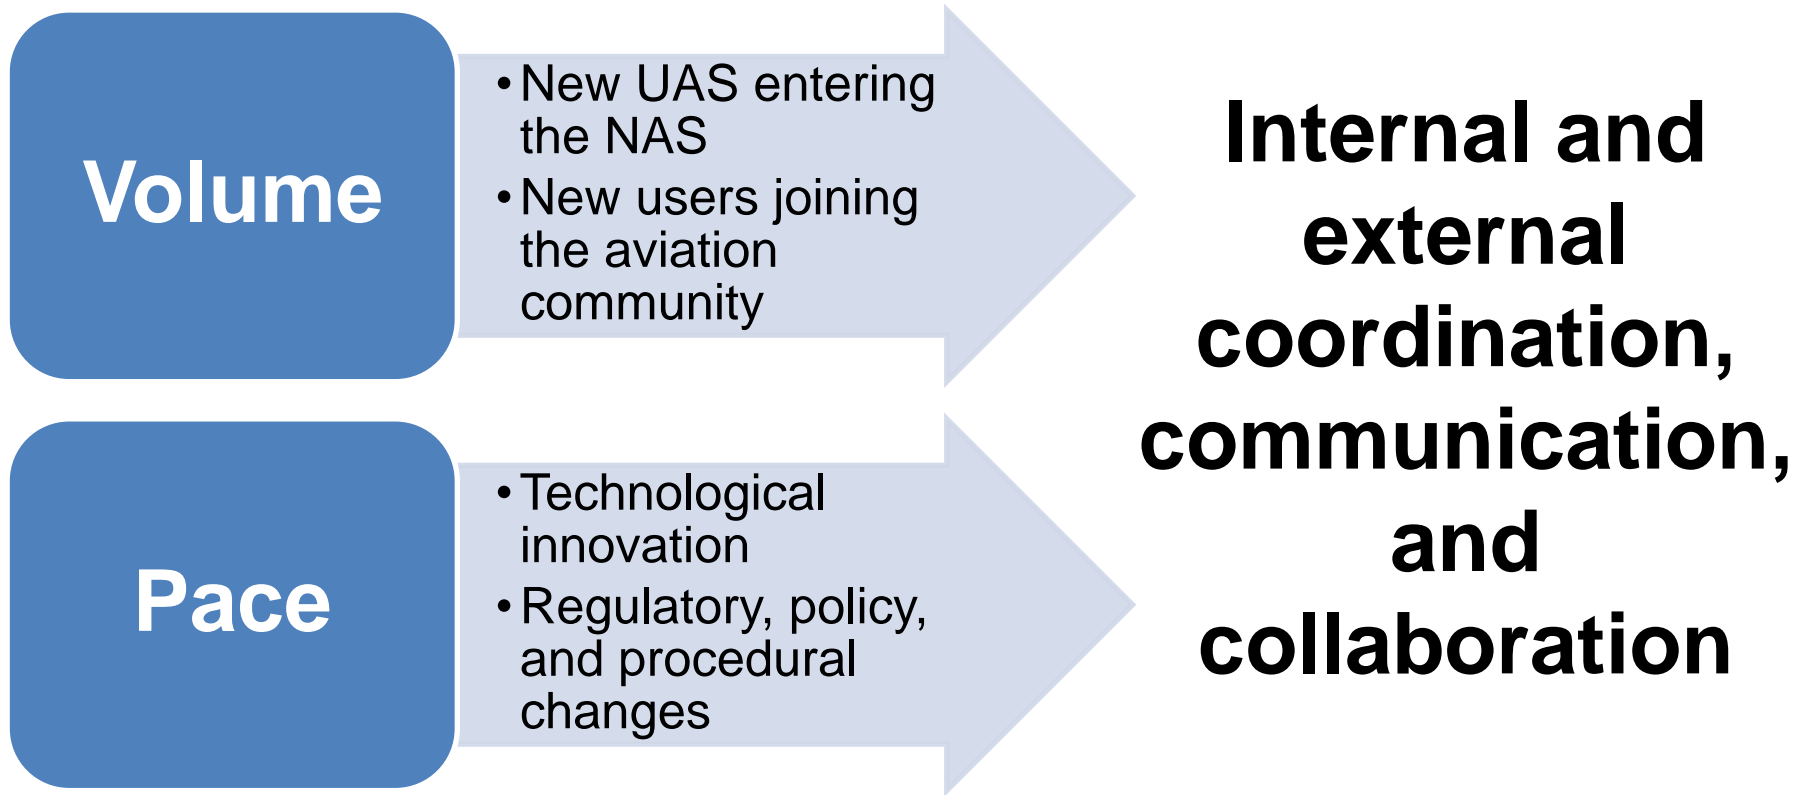 Volume
•New UAS entering
the NAS
•New users joining
the aviation
community
Pace
•Technological
innovation
•Regulatory, policy,
and procedural
changes
Internal and
external
coordination,
communication,
and
collaboration